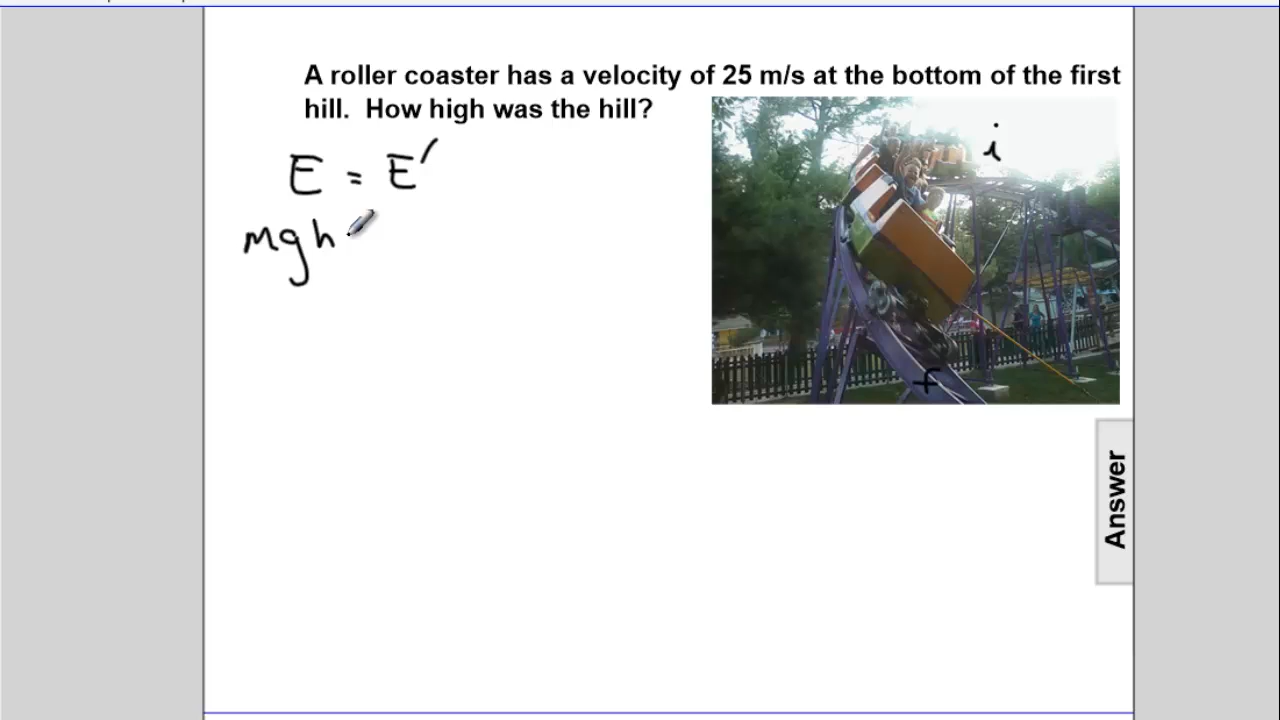 A roller coaster has a velocity of 25 m/s at the bottom of the first
hill. How high was the hill?
E = E′
mgh
i
f
Answer